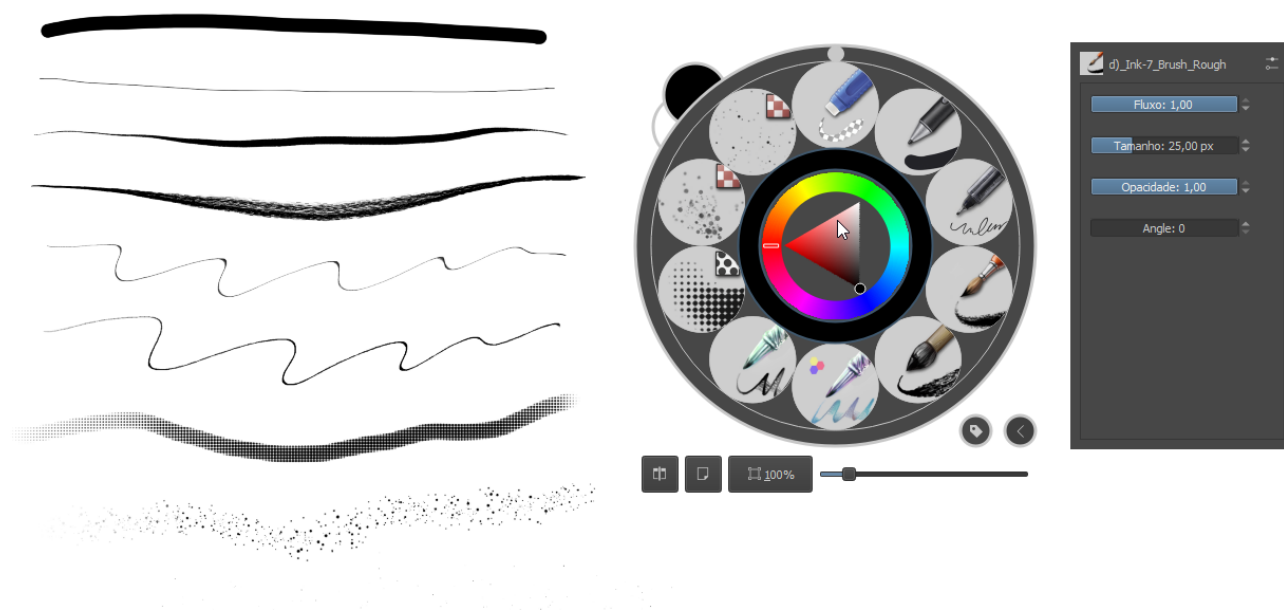 d)_Ink-7_Brush_Rough
Fluxo: 1,00
Tamanho: 25,00 px
Opacidade: 1,00
Angle: 0
100%